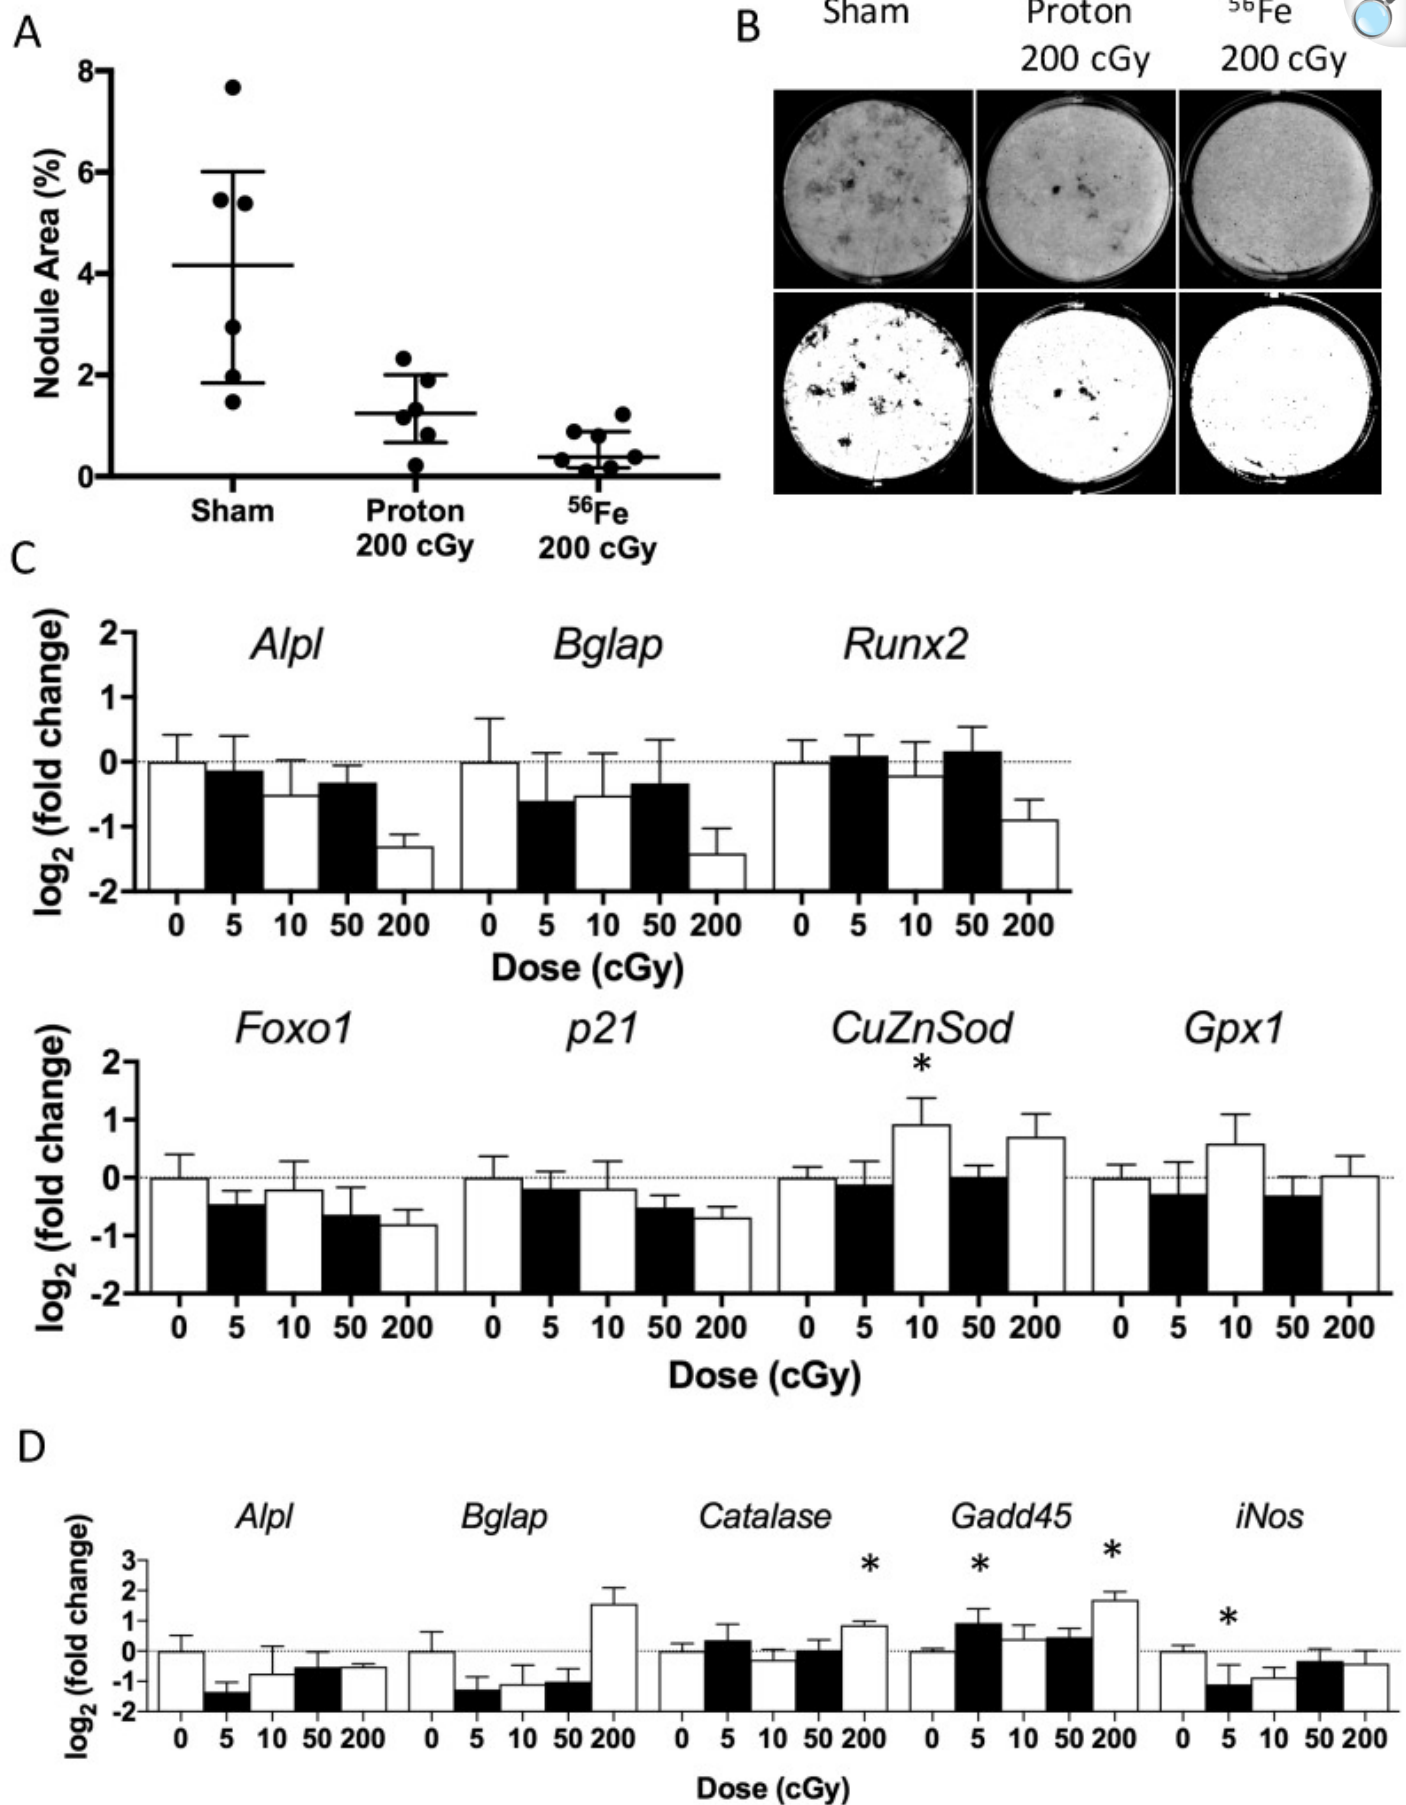 A
B
Sham Proton ⁵⁶Fe
200 cGy 200 cGy
Nodule Area (%)
8
6
4
2
0
Sham Proton ⁵⁶Fe
200 cGy 200 cGy
C
log₂ (fold change)
Alpl Bglap Runx2
2
1
0
-1
-2
0 5 10 50 200 0 5 10 50 200 0 5 10 50 200
Dose (cGy)
Foxo1 p21 CuZnSod Gpx1
*
log₂ (fold change)
2
1
0
-1
-2
0 5 10 50 200 0 5 10 50 200 0 5 10 50 200 0 5 10 50 200
Dose (cGy)
D
Alpl Bglap Catalase Gadd45 iNos
* * * *
log₂ (fold change)
3
2
1
0
-1
-2
0 5 10 50 200 0 5 10 50 200 0 5 10 50 200 0 5 10 50 200 0 5 10 50 200
Dose (cGy)